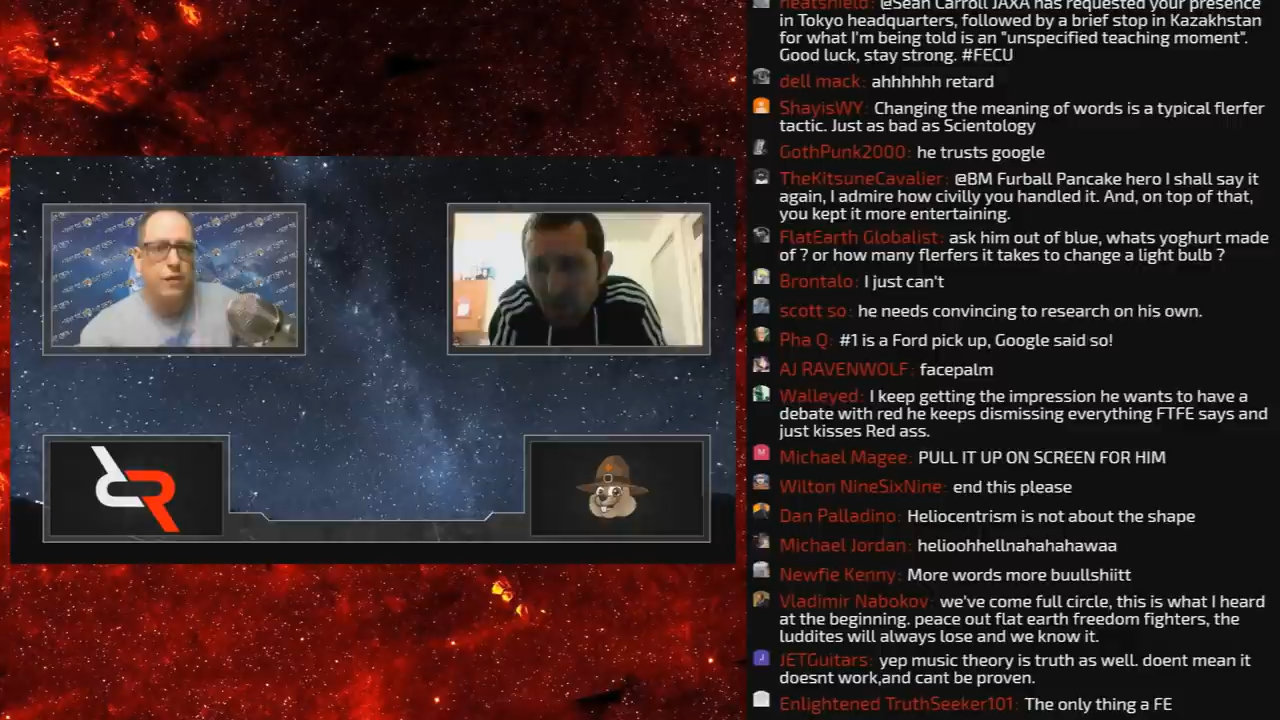 heatshield: @Sean Carroll JAXA has requested your presence
in Tokyo headquarters, followed by a brief stop in Kazakhstan
for what I'm being told is an "unspecified teaching moment".
Good luck, stay strong. #FECU
dell mack: ahhhhhh retard
ShayisWY: Changing the meaning of words is a typical flerfer
tactic. Just as bad as Scientology
GothPunk2000: he trusts google
TheKitsuneCavalier: @BM Furball Pancake hero I shall say it
again, I admire how civilly you handled it. And, on top of that,
you kept it more entertaining.
FlatEarth Globalist: ask him out of blue, whats yoghurt made
of ? or how many flerfers it takes to change a light bulb ?
Brontalo: I just can't
scott so: he needs convincing to research on his own.
Pha Q: #1 is a Ford pick up, Google said so!
AJ RAVENWOLF: facepalm
Walleyed: I keep getting the impression he wants to have a
debate with red he keeps dismissing everything FTFE says and
just kisses Red ass.
Michael Magee: PULL IT UP ON SCREEN FOR HIM
Wilton NineSixNine: end this please
Dan Palladino: Heliocentrism is not about the shape
Michael Jordan: heliohhellnahahahawaa
Newfie Kenny: More words more buullshiitt
Vladimir Nabokov: we've come full circle, this is what I heard
at the beginning. peace out flat earth freedom fighters, the
luddites will always lose and we know it.
JETGuitars: yep music theory is truth as well. doent mean it
doesnt work,and cant be proven.
Enlightened TruthSeeker101: The only thing a FE